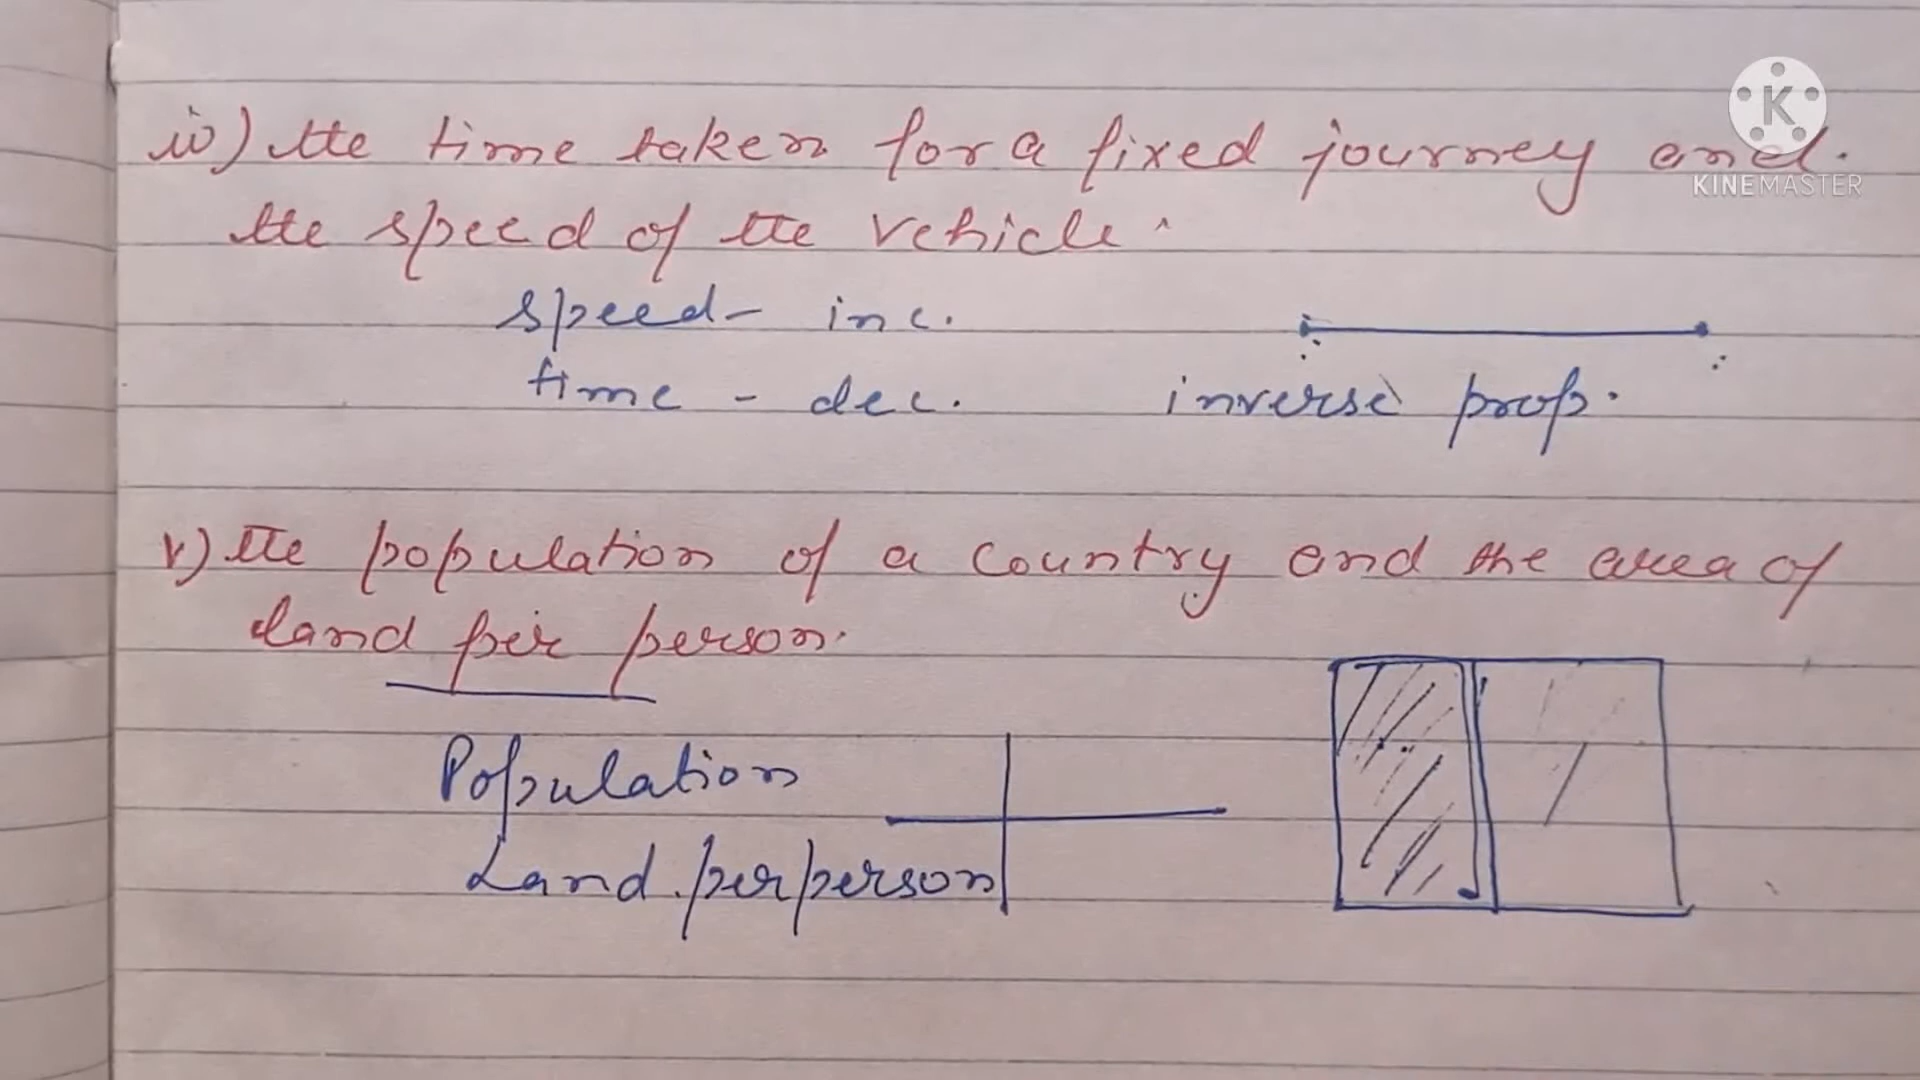 iv) the time taken for a fixed journey and
the speed of the vehicle.
speed - inc.
time - dec. inverse prop.
v) the population of a country and the area of
land per person.
Population
Land per person
K
KINEMASTER